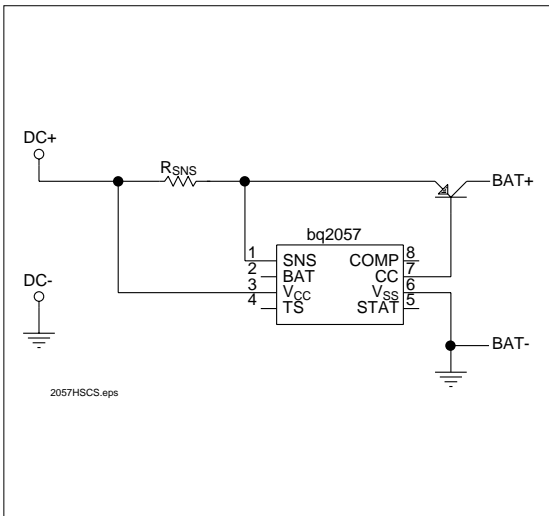 DC+
RSNS
BAT+
bq2057
1 SNS COMP 8
2 BAT CC 7
3 VCC VSS 6
4 TS STAT 5
DC-
BAT-
2057HSCS.eps